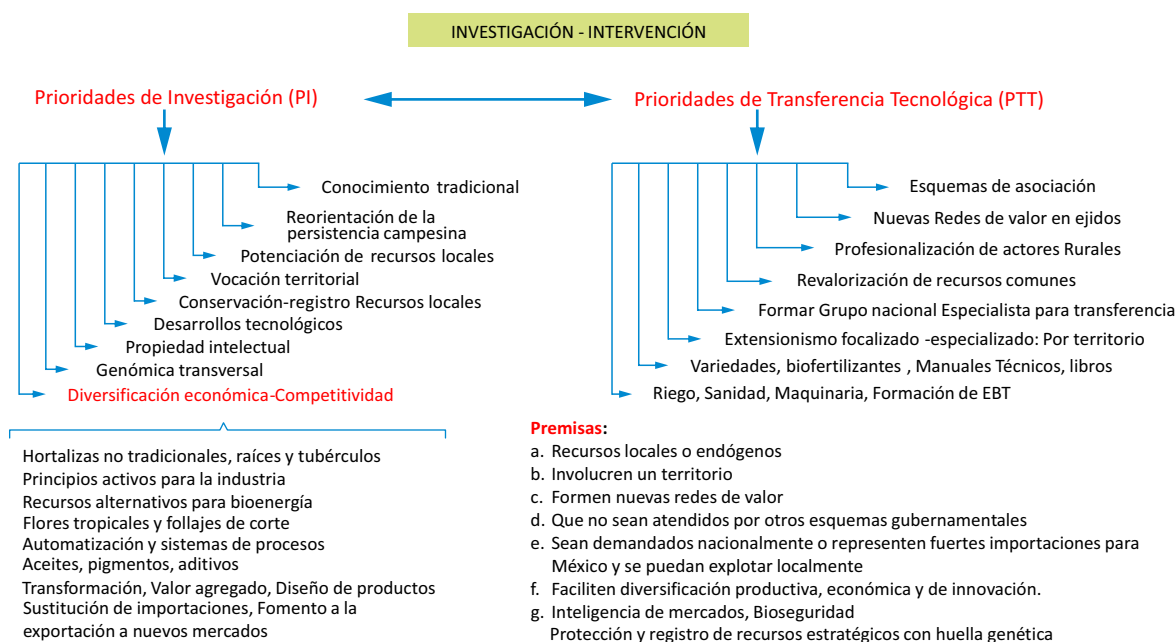 INVESTIGACIÓN - INTERVENCIÓN
Prioridades de Investigación (PI)
Conocimiento tradicional
Reorientación de la
persistencia campesina
Potenciación de recursos locales
Vocación territorial
Conservación-registro Recursos locales
Desarrollos tecnológicos
Propiedad intelectual
Genómica transversal
Diversificación económica-Competitividad
Hortalizas no tradicionales, raíces y tubérculos
Principios activos para la industria
Recursos alternativos para bioenergía
Flores tropicales y follajes de corte
Automatización y sistemas de procesos
Aceites, pigmentos, aditivos
Transformación, Valor agregado, Diseño de productos
Sustitución de importaciones, Fomento a la
exportación a nuevos mercados
Prioridades de Transferencia Tecnológica (PTT)
Esquemas de asociación
Nuevas Redes de valor en ejidos
Profesionalización de actores Rurales
Revalorización de recursos comunes
Formar Grupo nacional Especialista para transferencia
Extensionismo focalizado -especializado: Por territorio
Variedades, biofertilizantes , Manuales Técnicos, libros
Riego, Sanidad, Maquinaria, Formación de EBT
Premisas:
a. Recursos locales o endógenos
b. Involucren un territorio
c. Formen nuevas redes de valor
d. Que no sean atendidos por otros esquemas gubernamentales
e. Sean demandados nacionalmente o representen fuertes importaciones para
México y se puedan explotar localmente
f. Faciliten diversificación productiva, económica y de innovación.
g. Inteligencia de mercados, Bioseguridad
Protección y registro de recursos estratégicos con huella genética